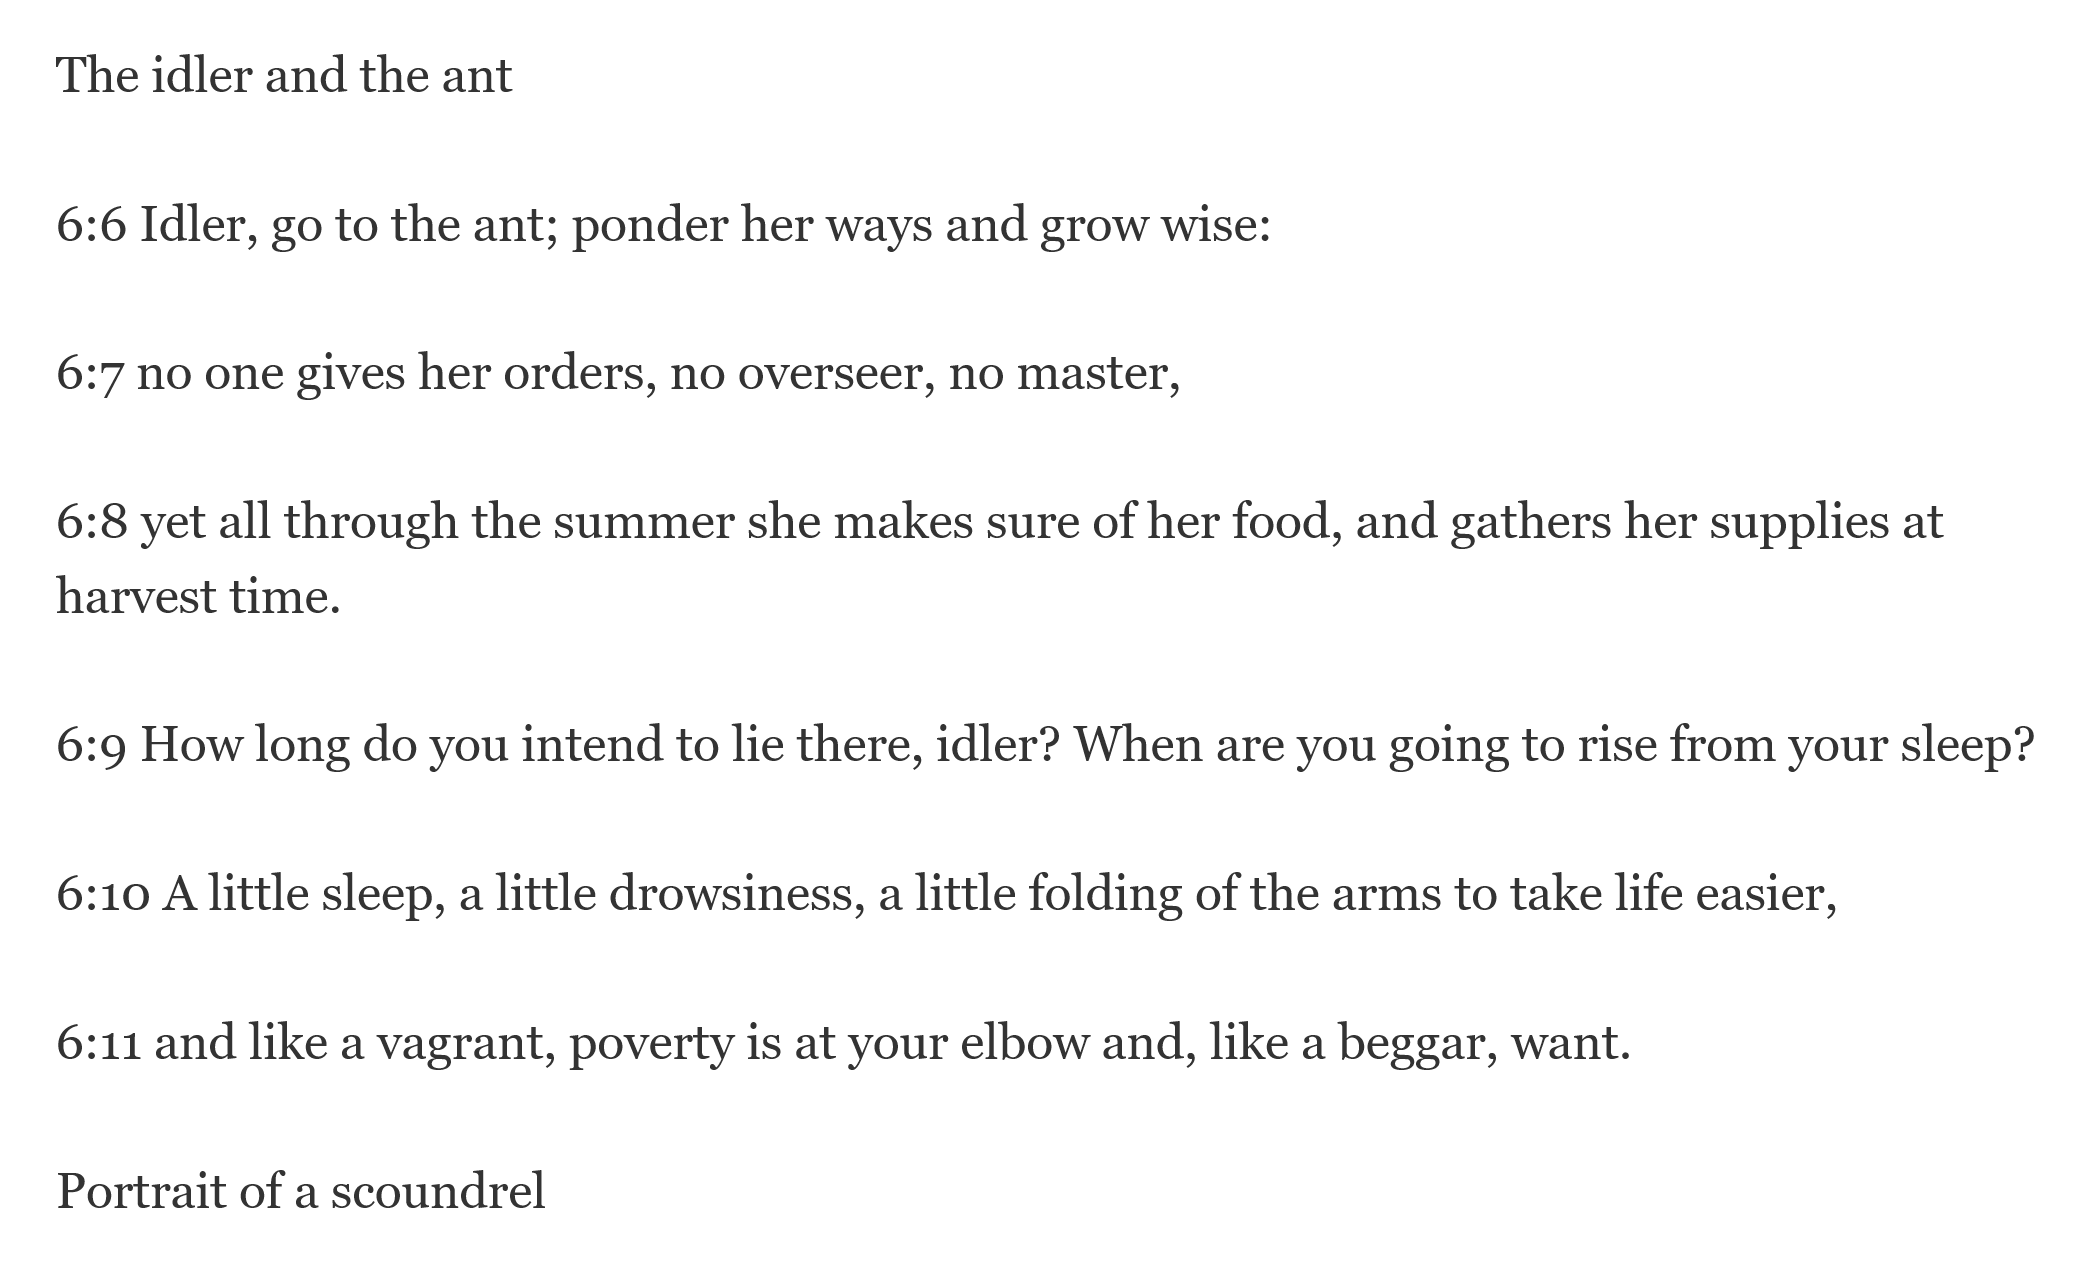 The idler and the ant
6:6 Idler, go to the ant; ponder her ways and grow wise:
6:7 no one gives her orders, no overseer, no master,
6:8 yet all through the summer she makes sure of her food, and gathers her supplies at
harvest time.
6:9 How long do you intend to lie there, idler? When are you going to rise from your sleep?
6:10 A little sleep, a little drowsiness, a little folding of the arms to take life easier,
6:11 and like a vagrant, poverty is at your elbow and, like a beggar, want.
Portrait of a scoundrel